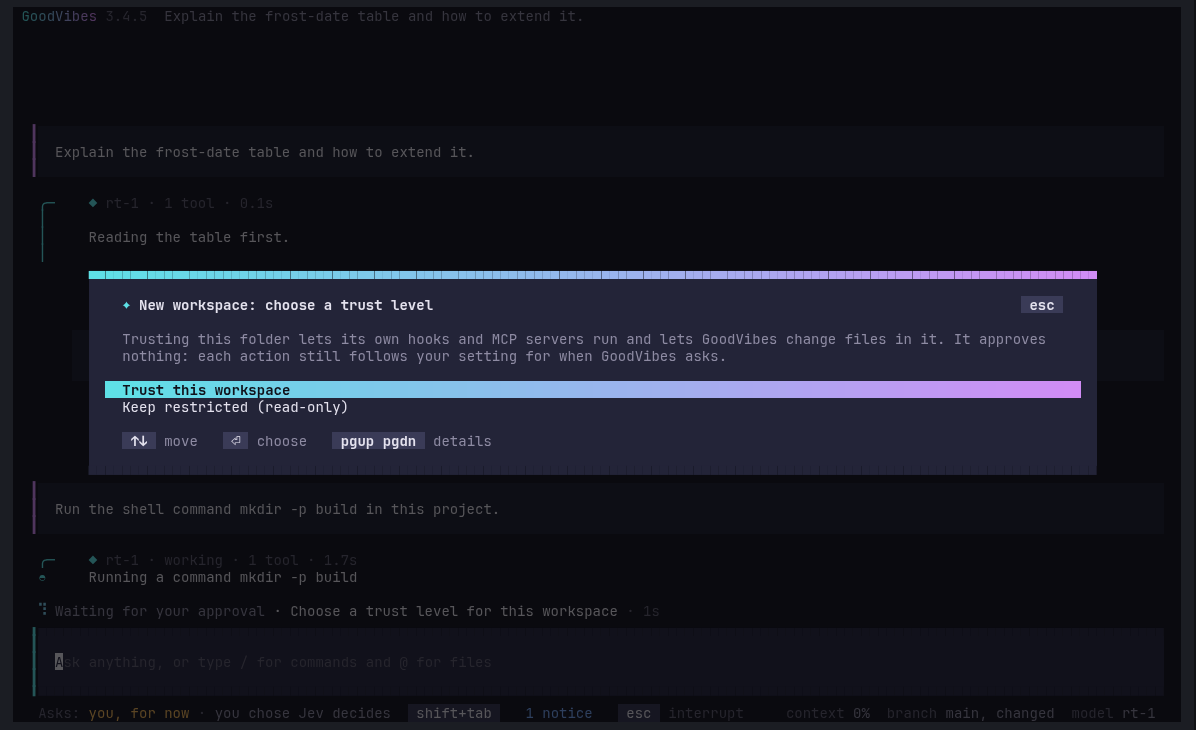 GoodVibes 3.4.5  Explain the frost-date table and how to extend it.
Explain the frost-date table and how to extend it.
◆ rt-1 · 1 tool · 0.1s
Reading the table first.
✦ New workspace: choose a trust level  esc
Trusting this folder lets its own hooks and MCP servers run and lets GoodVibes change files in it. It approves
nothing: each action still follows your setting for when GoodVibes asks.
Trust this workspace
Keep restricted (read-only)
↑↓ move  ⏎ choose  pgup pgdn details
Run the shell command mkdir -p build in this project.
◆ rt-1 · working · 1 tool · 1.7s
Running a command mkdir -p build
Waiting for your approval · Choose a trust level for this workspace · 1s
Ask anything, or type / for commands and @ for files
Asks: you, for now · you chose Jev decides  shift+tab  1 notice  esc interrupt  context 0%  branch main, changed  model rt-1